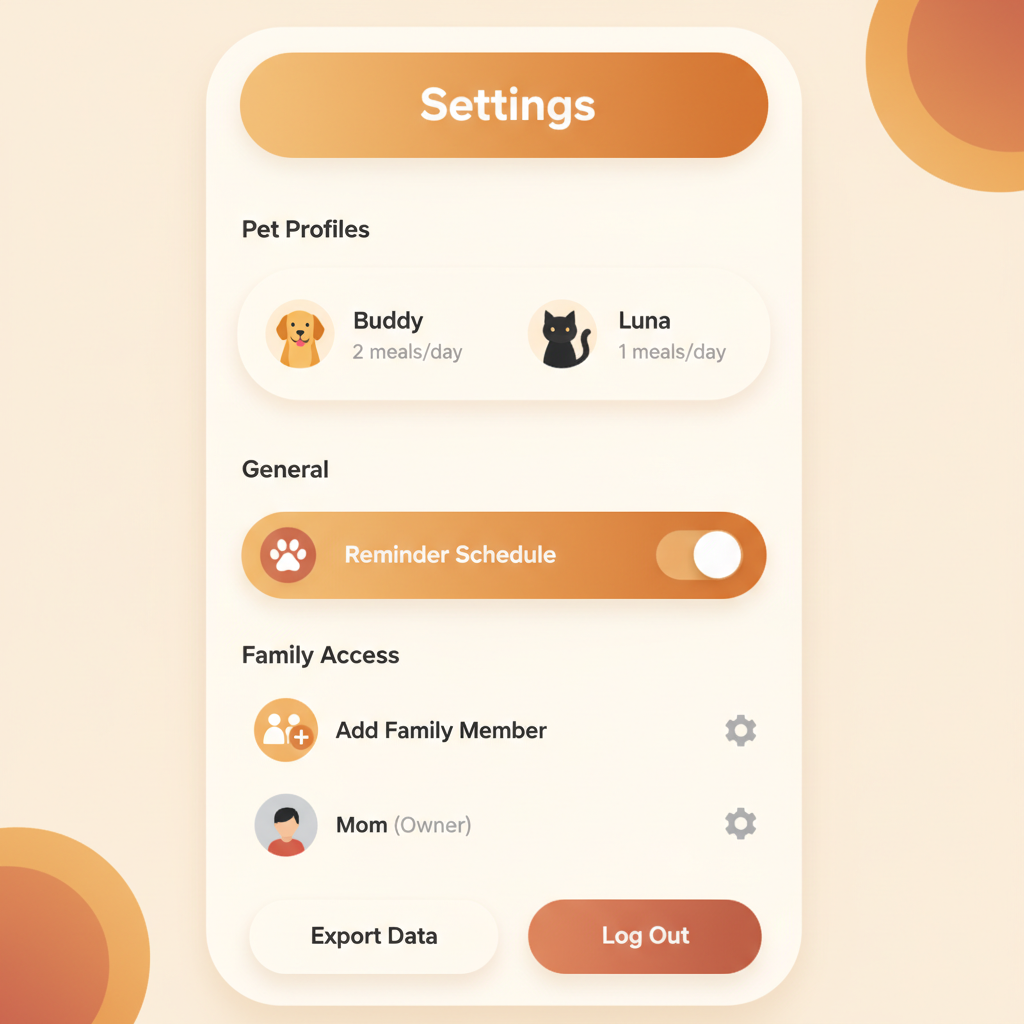 Settings
Pet Profiles
Buddy
2 meals/day
Luna
1 meals/day
General
Reminder Schedule
Family Access
Add Family Member
Mom (Owner)
Export Data
Log Out